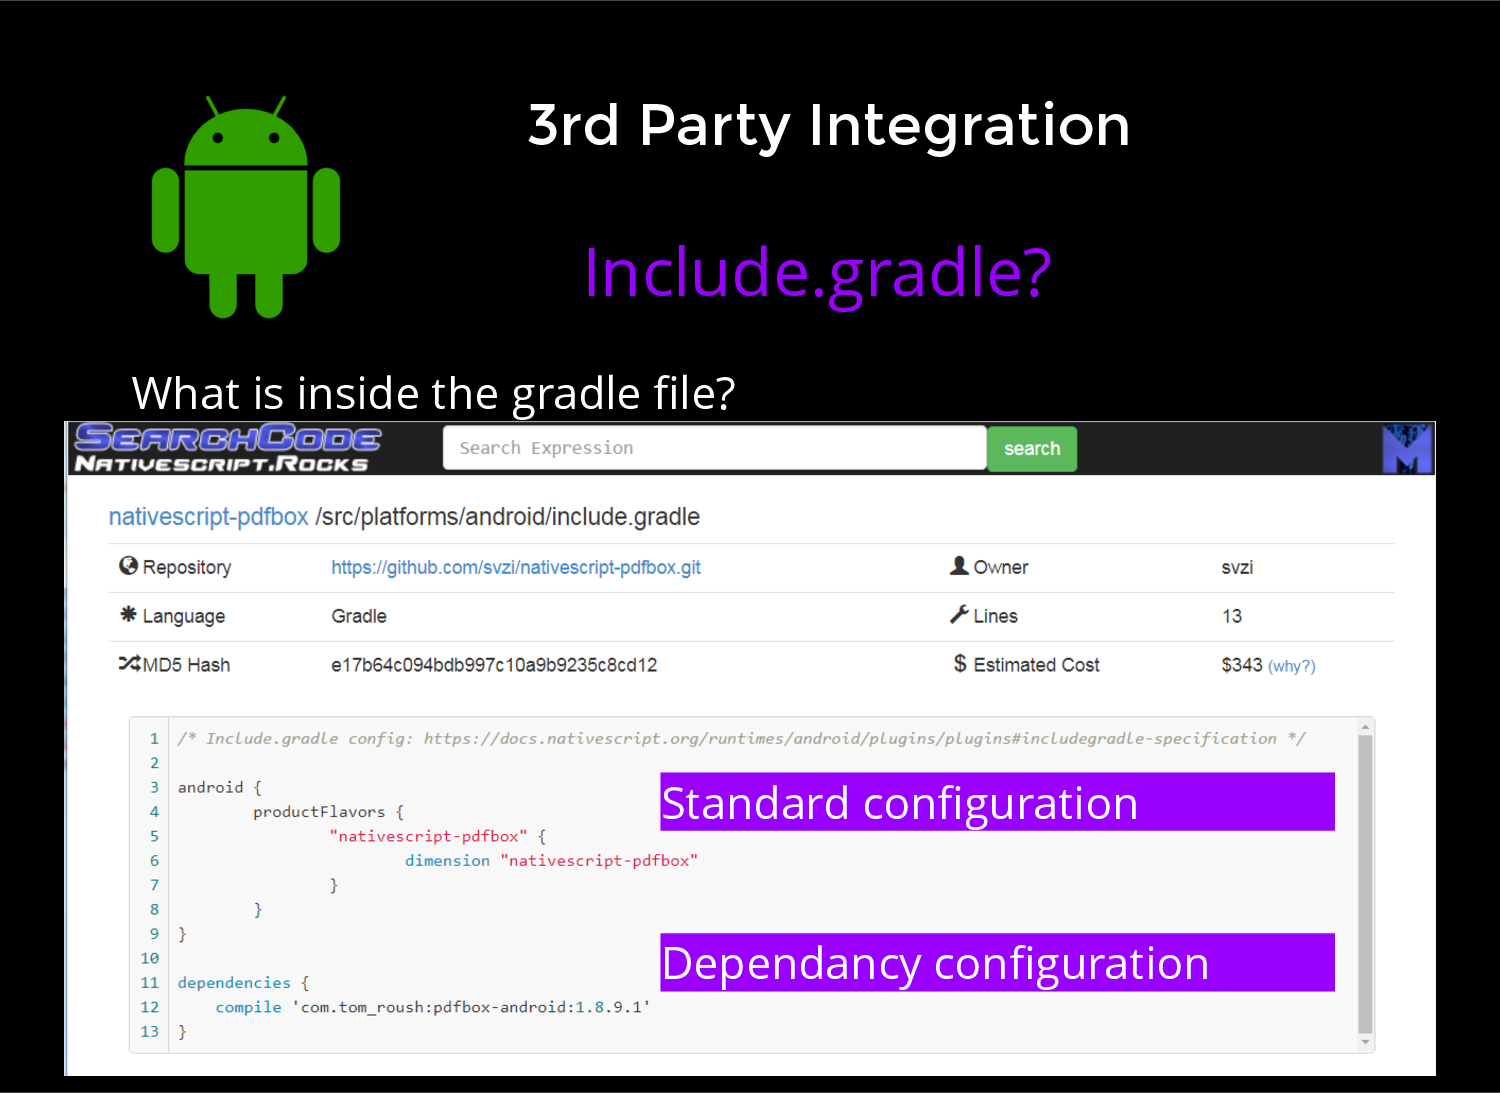 3rd Party Integration
Include.gradle?
What is inside the gradle file?
SEARCHCODE
NATIVESCRIPT.ROCKS
Search Expression
search
nativescript-pdfbox /src/platforms/android/include.gradle
Repository https://github.com/svzi/nativescript-pdfbox.git Owner svzi
Language Gradle Lines 13
MD5 Hash e17b64c094bdb997c10a9b9235c8cd12 $ Estimated Cost $343 (why?)
1 /* Include.gradle config: https://docs.nativescript.org/runtimes/android/plugins/plugins#includegradle-specification */
2
3 android {
Standard configuration
4 productFlavors {
5 "nativescript-pdfbox" {
6 dimension "nativescript-pdfbox"
7 }
8 }
9 }
Dependancy configuration
10
11 dependencies {
12 compile 'com.tom_roush:pdfbox-android:1.8.9.1'
13 }